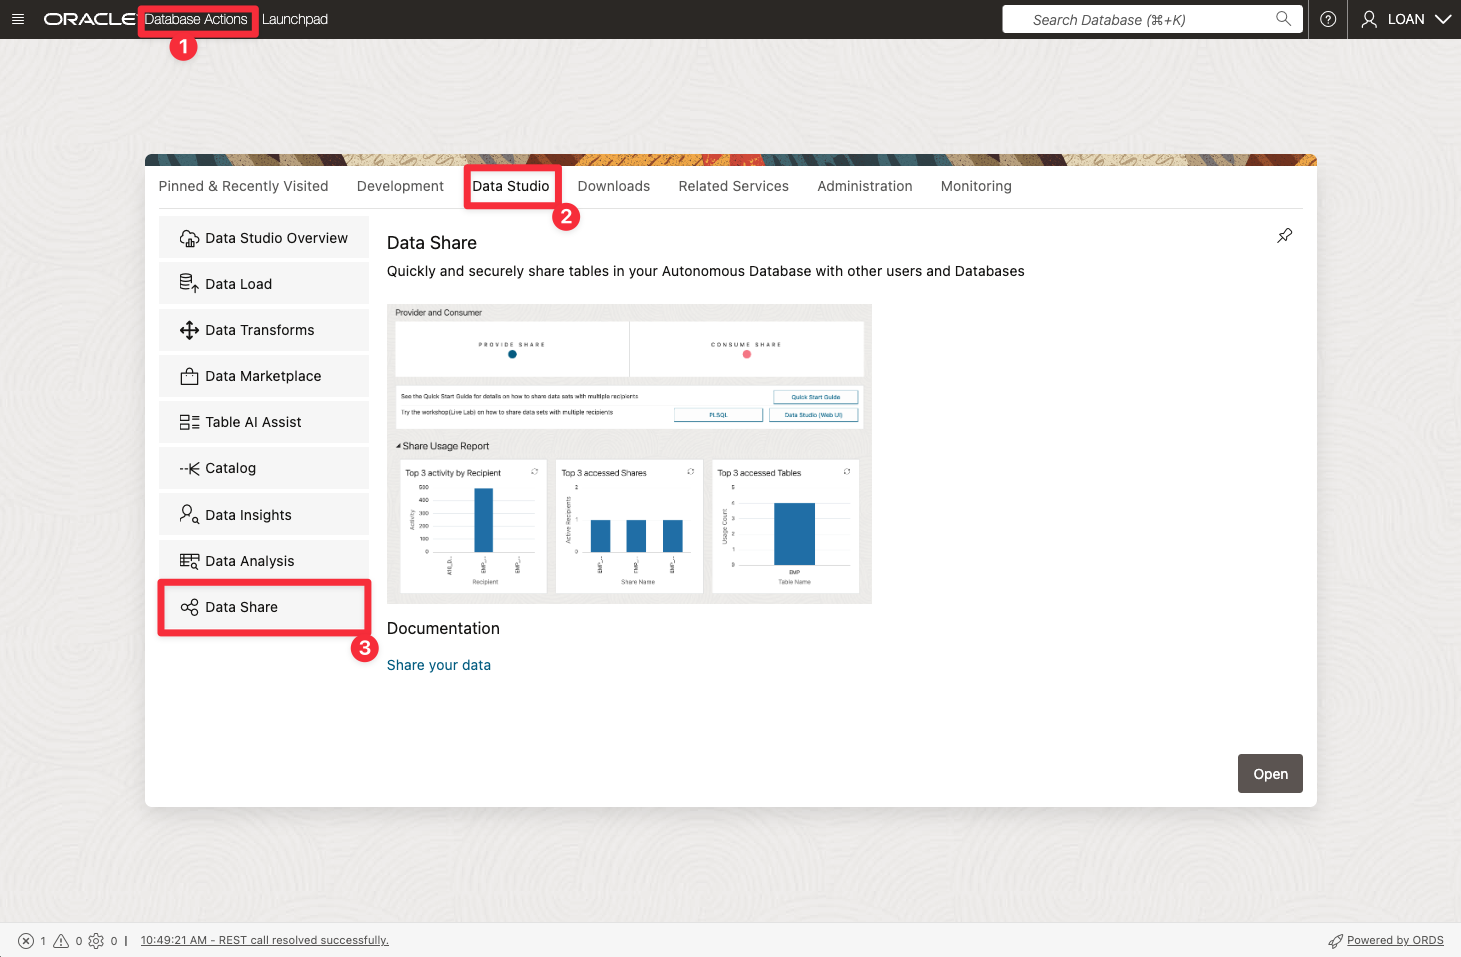 ORACLE Database Actions Launchpad
Search Database (⌘+K)
LOAN
1
Pinned & Recently Visited Development Data Studio Downloads Related Services Administration Monitoring
2
Data Studio Overview
Data Load
Data Transforms
Data Marketplace
Table AI Assist
Catalog
Data Insights
Data Analysis
Data Share
3
Data Share
Quickly and securely share tables in your Autonomous Database with other users and Databases
Provider and Consumer
PROVIDE SHARE
CONSUME SHARE
See the Quick Start Guide for details on how to share data sets with multiple recipients
Quick Start Guide
Try the workshop(Live Lab) on how to share data sets with multiple recipients
PLSQL
Data Studio (Web UI)
Share Usage Report
Top 3 activity by Recipient
500
400
300
200
100
0
Activity
EMP_...
EMP_...
Recipient
Top 3 accessed Shares
2
1
0
Active Recipients
EMP_...
EMP_...
EMP_...
Share Name
Top 3 accessed Tables
5
4
3
2
1
0
Usage Count
EMP
Table Name
Documentation
Share your data
Open
1 0 0 | 10:49:21 AM - REST call resolved successfully.
Powered by ORDS